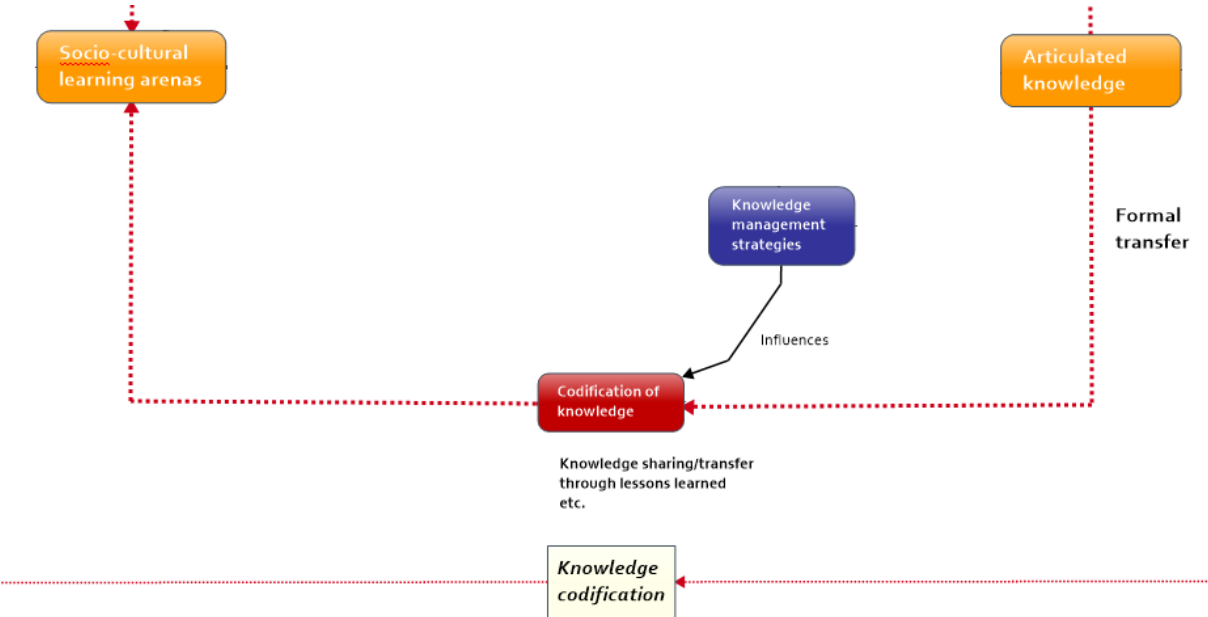 Socio-cultural
learning arenas
Articulated
knowledge
Knowledge
management
strategies
Formal
transfer
Influences
Codification of
knowledge
Knowledge sharing/transfer
through lessons learned
etc.
Knowledge
codification